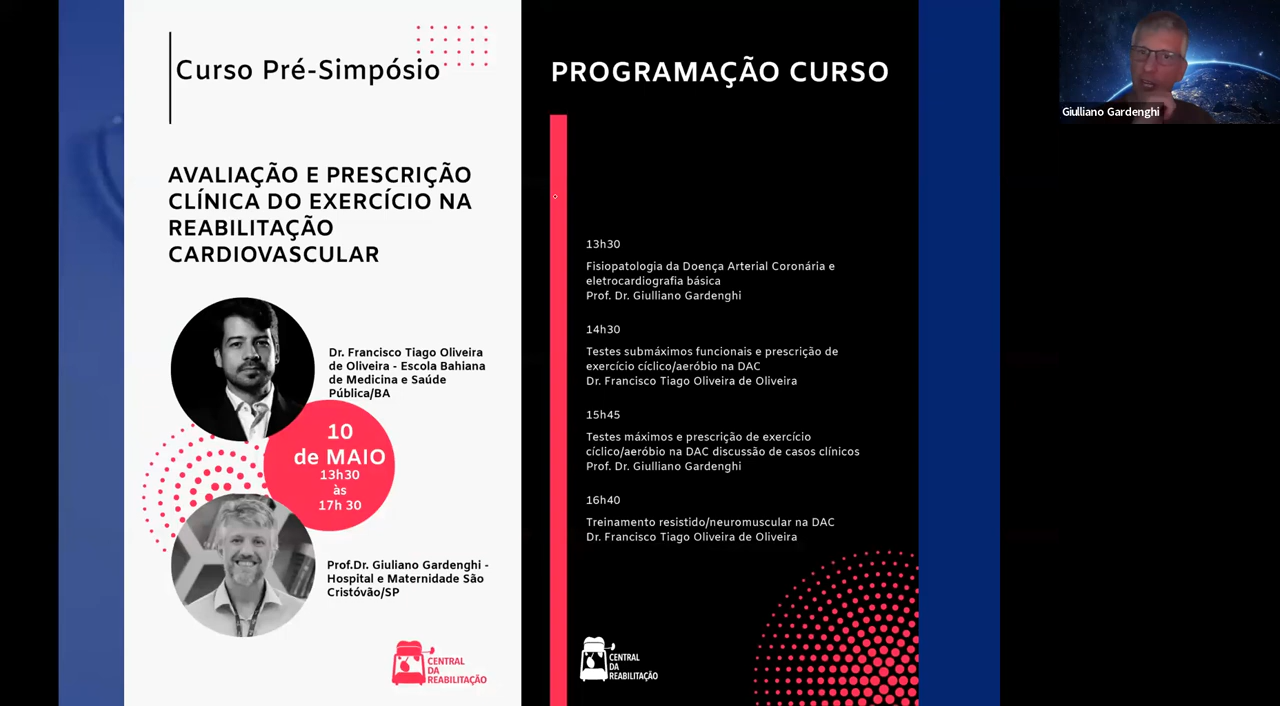 Curso Pré-Simpósio
AVALIAÇÃO E PRESCRIÇÃO
CLÍNICA DO EXERCÍCIO NA
REABILITAÇÃO
CARDIOVASCULAR
Dr. Francisco Tiago Oliveira
de Oliveira - Escola Bahiana
de Medicina e Saúde
Pública/BA
10
de MAIO
13h30
às
17h 30
Prof.Dr. Giuliano Gardenghi -
Hospital e Maternidade São
Cristóvão/SP
CENTRAL
DA
REABILITAÇÃO
PROGRAMAÇÃO CURSO
13h30
Fisiopatologia da Doença Arterial Coronária e
eletrocardiografia básica
Prof. Dr. Giulliano Gardenghi
14h30
Testes submáximos funcionais e prescrição de
exercício cíclico/aeróbio na DAC
Dr. Francisco Tiago Oliveira de Oliveira
15h45
Testes máximos e prescrição de exercício
cíclico/aeróbio na DAC discussão de casos clínicos
Prof. Dr. Giulliano Gardenghi
16h40
Treinamento resistido/neuromuscular na DAC
Dr. Francisco Tiago Oliveira de Oliveira
CENTRAL
DA
REABILITAÇÃO
Giulliano Gardenghi